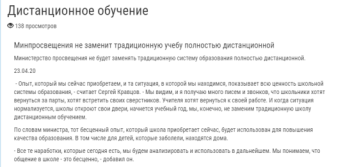 Дистанционное обучение
138 просмотров
Минпросвещения не заменит традиционную учебу полностью дистанционной
Министерство просвещения не будет заменять традиционную систему образования полностью дистанционной.
23.04.20
- Опыт, который мы сейчас приобретаем, и та ситуация, в которой мы находимся, показывает всю ценность школьной
системы образования, - считает Сергей Кравцов. - Мы видим, и я получаю много писем и звонков, что школьники хотят
вернуться за парты, хотят встретить своих сверстников. Учителя хотят вернуться к своей работе. И когда ситуация
нормализуется, школы откроют свои двери, начнется учебный год, мы, конечно, не заменим традиционную школу
дистанционным обучением.
По словам министра, тот бесценный опыт, который школа приобретает сейчас, будет использован для повышения
качества образования. В том числе для детей, которые заболели, находятся дома.
- Все те наработки, которые сегодня есть, мы будем анализировать и использовать в дальнейшем. Мы понимаем, что
общение в школе - это бесценно, - добавил он.